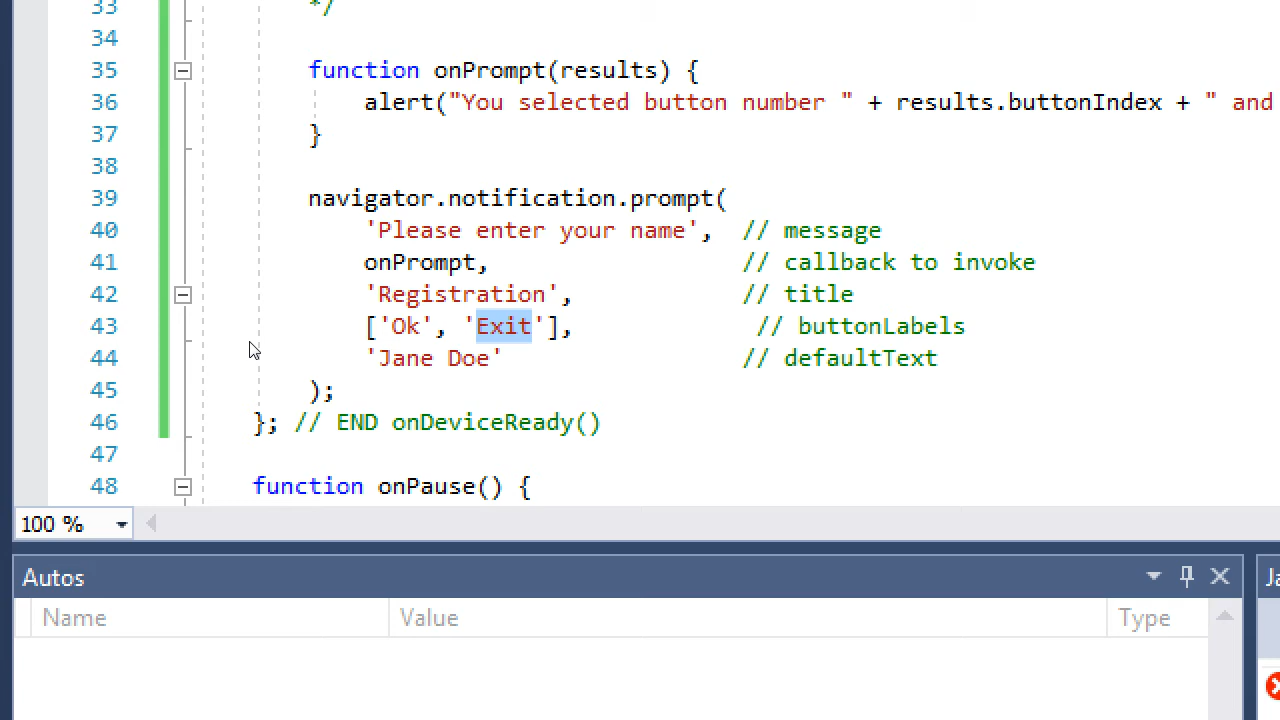 33 */
34
35 function onPrompt(results) {
36 alert("You selected button number " + results.buttonIndex + " and
37 }
38
39 navigator.notification.prompt(
40 'Please enter your name', // message
41 onPrompt, // callback to invoke
42 'Registration', // title
43 ['Ok', 'Exit'], // buttonLabels
44 'Jane Doe' // defaultText
45 );
46 }; // END onDeviceReady()
47
48 function onPause() {
100 %
Autos
Name Value Type